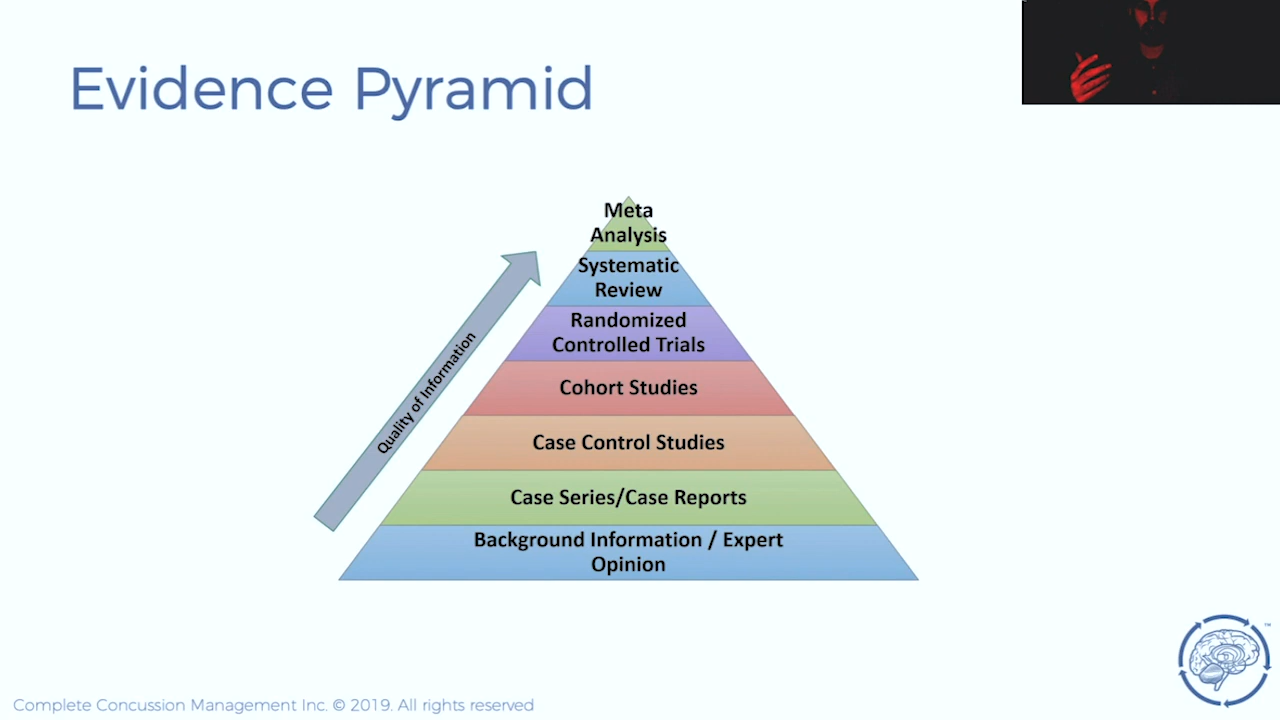 Evidence Pyramid
Meta
Analysis
Systematic
Review
Randomized
Controlled Trials
Cohort Studies
Case Control Studies
Case Series/Case Reports
Background Information / Expert
Opinion
Quality of Information
™
Complete Concussion Management Inc. © 2019. All rights reserved